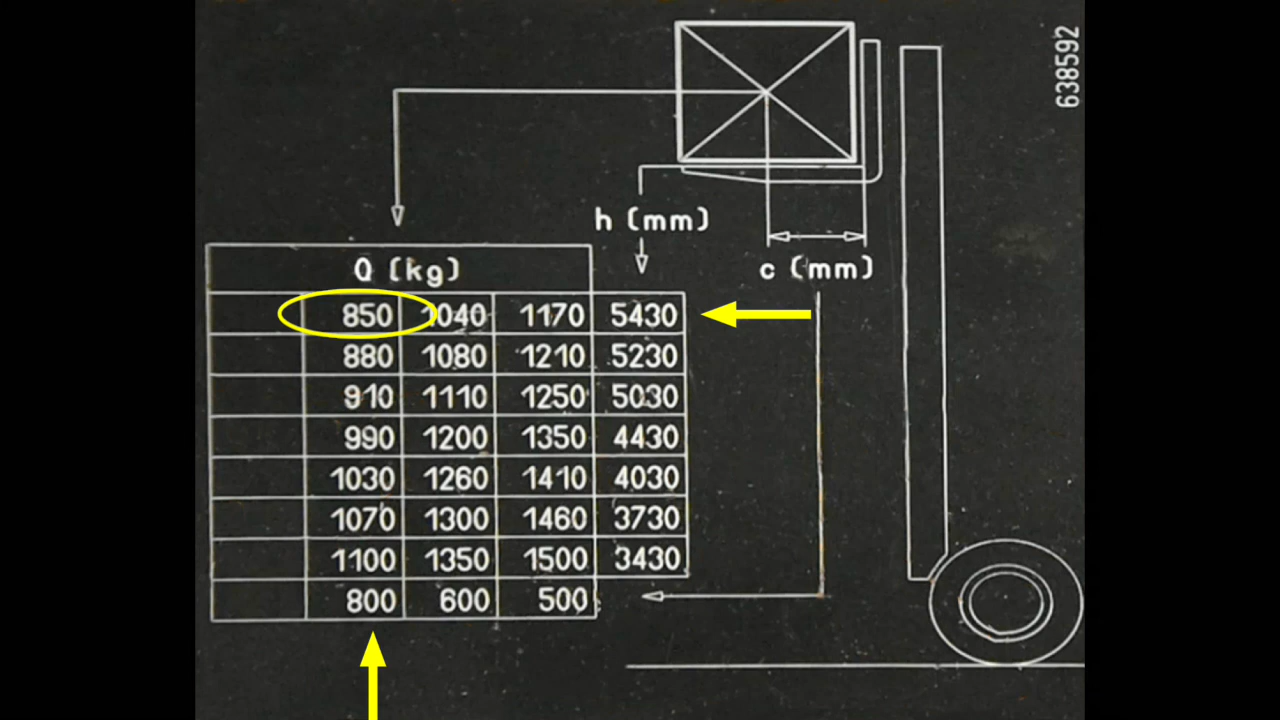 638592
h (mm)
c (mm)
Q (kg)
850 1040 1170 5430
880 1080 1210 5230
910 1110 1250 5030
990 1200 1350 4430
1030 1260 1410 4030
1070 1300 1460 3730
1100 1350 1500 3430
800 600 500